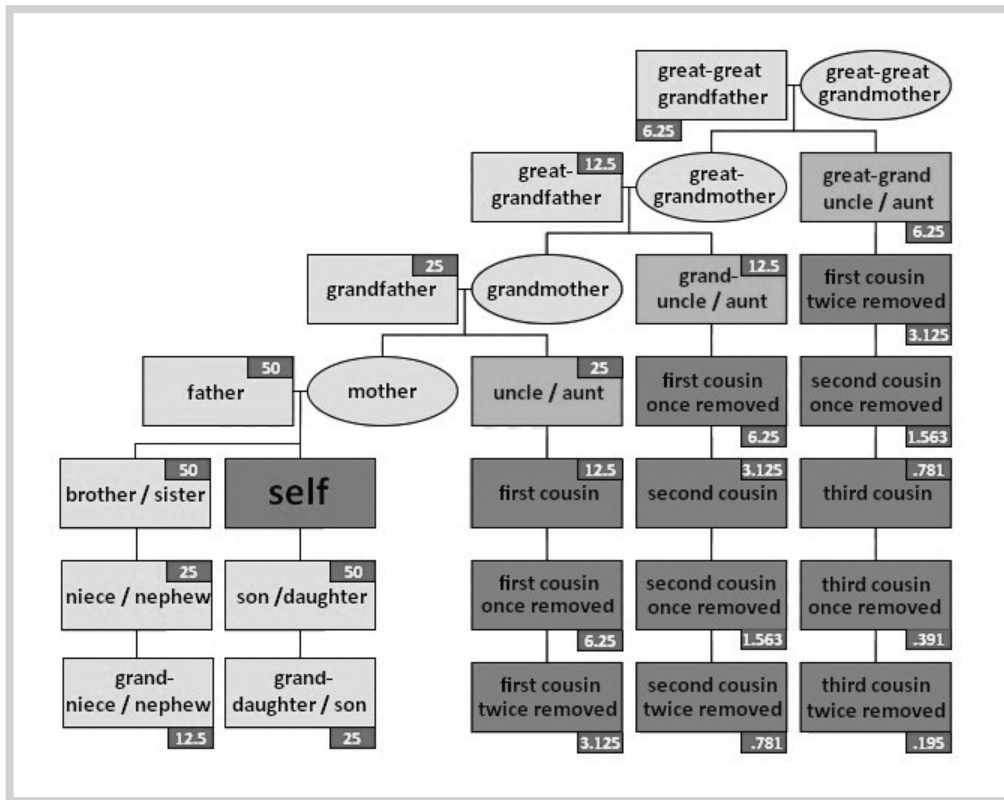 great-great
grandfather
6.25
great-great
grandmother
great-
grandfather
12.5
great-
grandmother
great-grand
uncle / aunt
6.25
grandfather
25
grandmother
grand-
uncle / aunt
12.5
first cousin
twice removed
3.125
father
50
mother
uncle / aunt
25
first cousin
once removed
6.25
second cousin
once removed
1.563
brother / sister
50
self
first cousin
12.5
second cousin
3.125
third cousin
.781
niece / nephew
25
son /daughter
50
first cousin
once removed
6.25
second cousin
once removed
1.563
third cousin
once removed
.391
grand-
niece / nephew
12.5
grand-
daughter / son
25
first cousin
twice removed
3.125
second cousin
twice removed
.781
third cousin
twice removed
.195